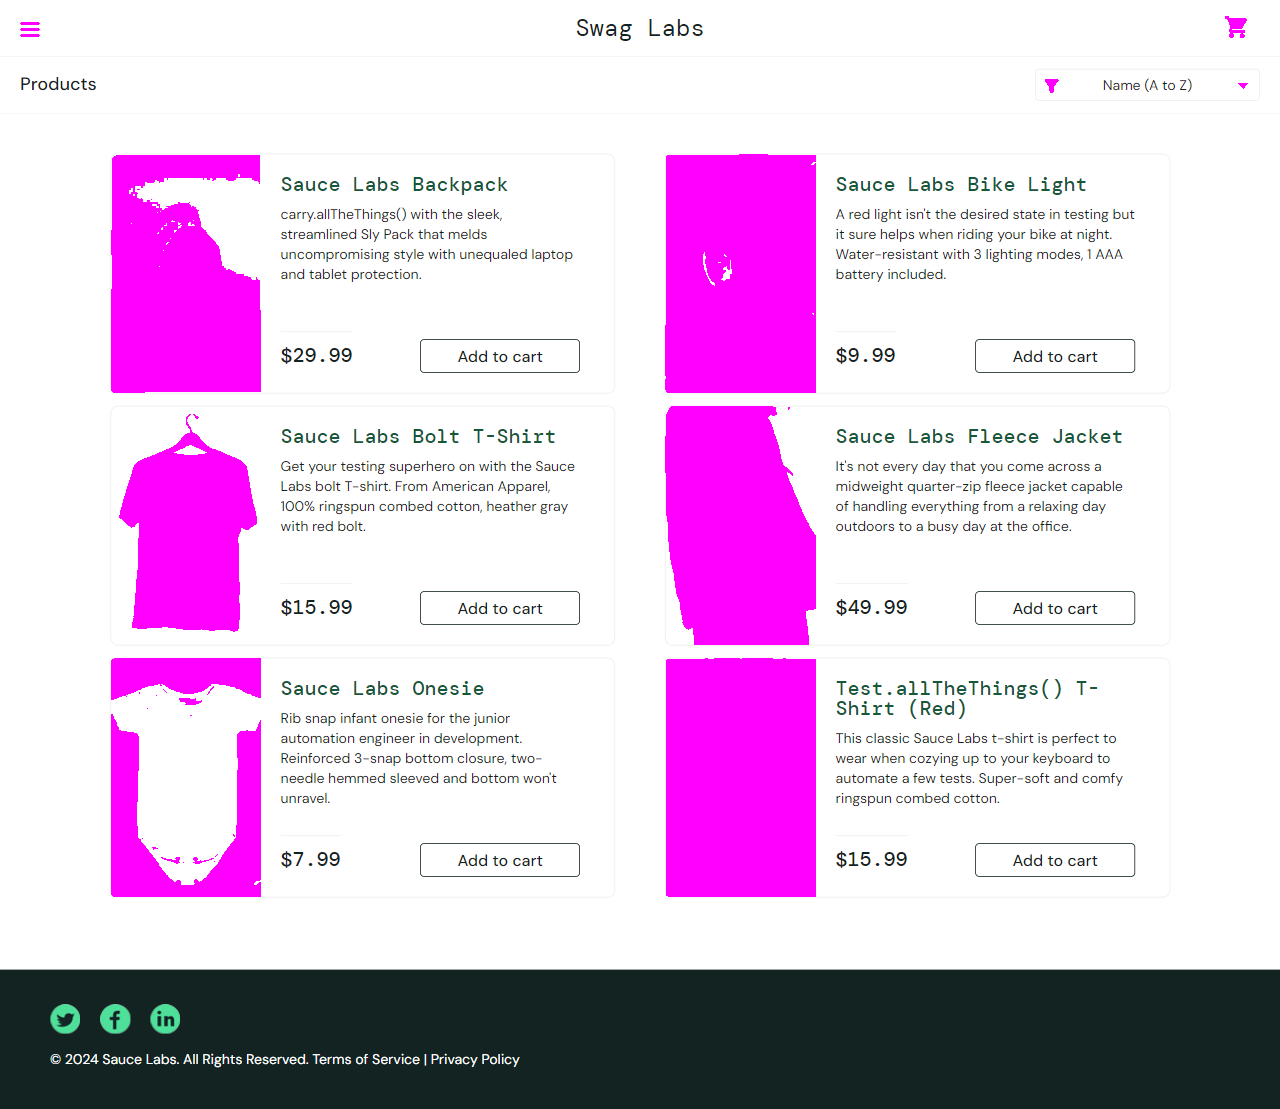 Swag Labs
Products
Name (A to Z)
Sauce Labs Backpack
carry.allTheThings() with the sleek,
streamlined Sly Pack that melds
uncompromising style with unequaled laptop
and tablet protection.
$29.99
Add to cart
Sauce Labs Bike Light
A red light isn't the desired state in testing but
it sure helps when riding your bike at night.
Water-resistant with 3 lighting modes, 1 AAA
battery included.
$9.99
Add to cart
Sauce Labs Bolt T-Shirt
Get your testing superhero on with the Sauce
Labs bolt T-shirt. From American Apparel,
100% ringspun combed cotton, heather gray
with red bolt.
$15.99
Add to cart
Sauce Labs Fleece Jacket
It's not every day that you come across a
midweight quarter-zip fleece jacket capable
of handling everything from a relaxing day
outdoors to a busy day at the office.
$49.99
Add to cart
Sauce Labs Onesie
Rib snap infant onesie for the junior
automation engineer in development.
Reinforced 3-snap bottom closure, two-
needle hemmed sleeved and bottom won't
unravel.
$7.99
Add to cart
Test.allTheThings() T-
Shirt (Red)
This classic Sauce Labs t-shirt is perfect to
wear when cozying up to your keyboard to
automate a few tests. Super-soft and comfy
ringspun combed cotton.
$15.99
Add to cart
© 2024 Sauce Labs. All Rights Reserved. Terms of Service | Privacy Policy